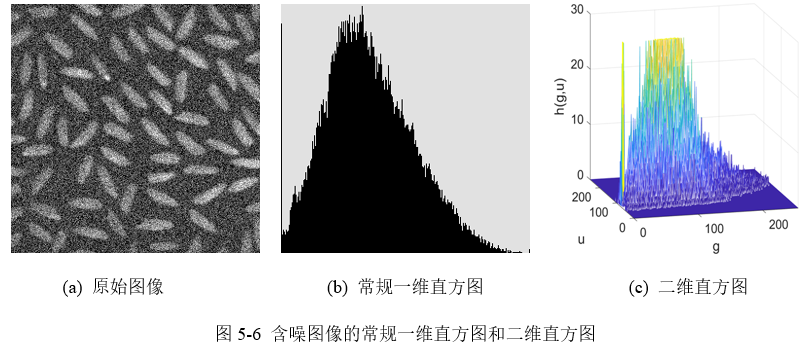 30
20
10
0
h(g,u)
200
100
0
u
0
100
200
g
(a) 原始图像
(b) 常规一维直方图
(c) 二维直方图
图 5-6 含噪图像的常规一维直方图和二维直方图